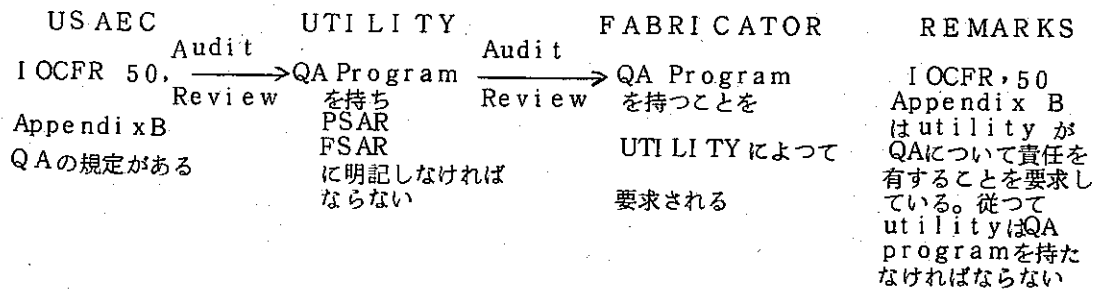 USAEC
IOCFR 50,
AppendixB
QAの規定がある
Audit
Review
UTILITY
QA Program
を持ち
PSAR
FSAR
に明記しなければ
ならない
Audit
Review
FABRICATOR
QA Program
を持つことを
UTILITYによつて
要求される
REMARKS
IOCFR,50
Appendix B
はutility が
QAについて責任を
有することを要求し
ている。従つて
utilityはQA
programを持た
なければならない